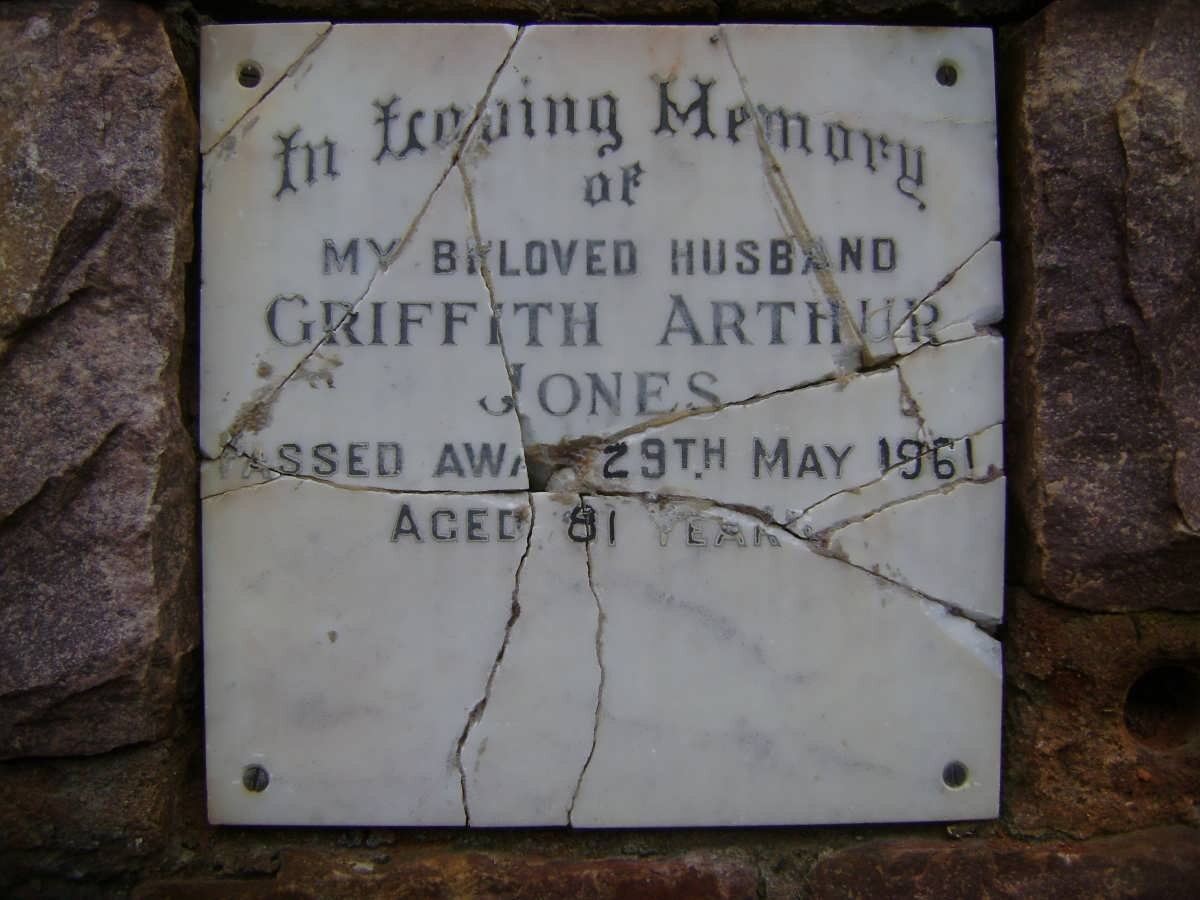 In Loving Memory
of
MY BELOVED HUSBAND
GRIFFITH ARTHUR
JONES
PASSED AWAY 29TH MAY 1961
AGED 81 YEARS